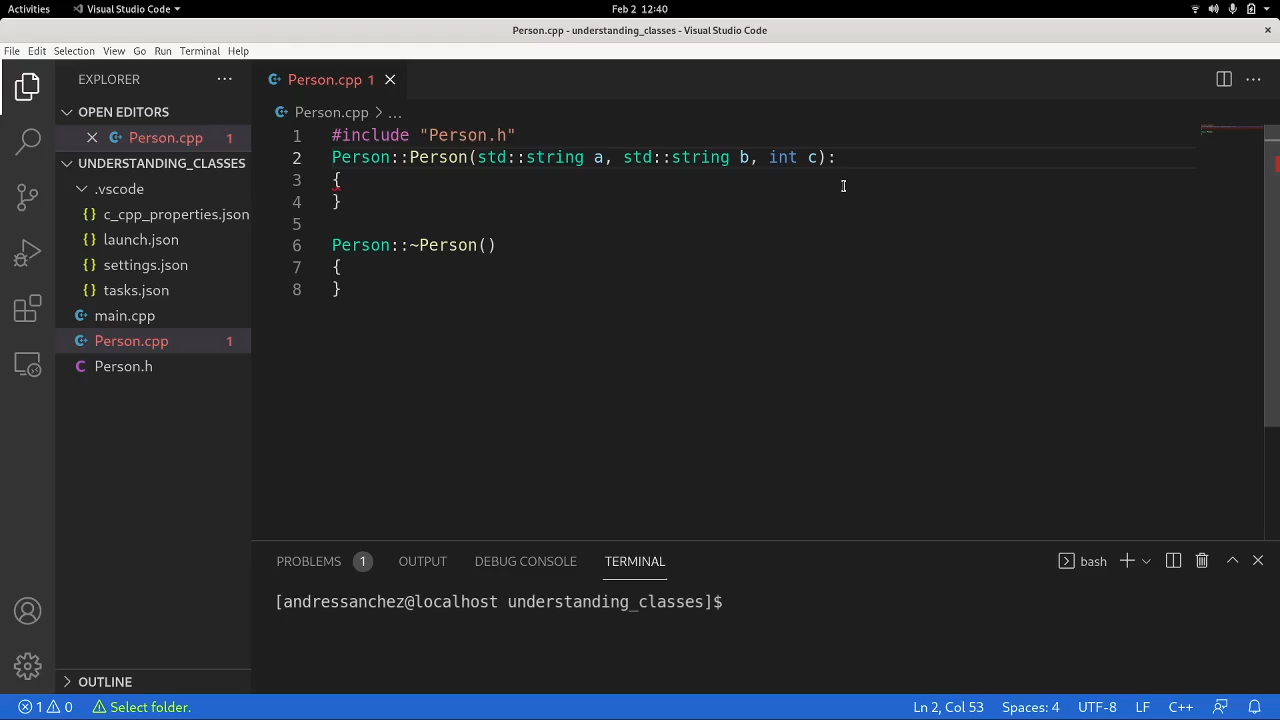 Activities Visual Studio Code Feb 2 12:40
Person.cpp - understanding_classes - Visual Studio Code ×
File Edit Selection View Go Run Terminal Help
EXPLORER ··· Person.cpp 1 ···
OPEN EDITORS
Person.cpp 1
UNDERSTANDING_CLASSES
.vscode
{} c_cpp_properties.json
{} launch.json
{} settings.json
{} tasks.json
main.cpp
Person.cpp 1
C Person.h
OUTLINE
Person.cpp > ...
1 #include "Person.h"
2 Person::Person(std::string a, std::string b, int c):
3 {
4 }
5
6 Person::~Person()
7 {
8 }
PROBLEMS 1 OUTPUT DEBUG CONSOLE TERMINAL bash
[andressanchez@localhost understanding_classes]$
1 0 Select folder. Ln 2, Col 53 Spaces: 4 UTF-8 LF C++